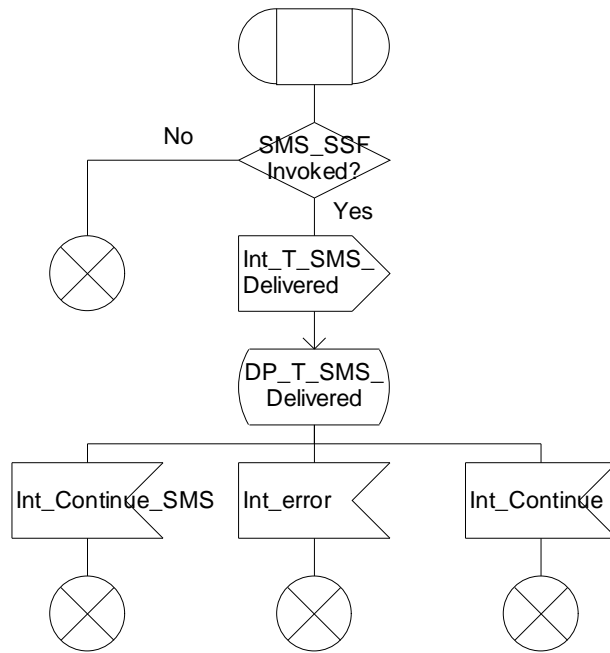 No
SMS_SSF
Invoked?
Yes
Int_T_SMS_
Delivered
DP_T_SMS_
Delivered
Int_Continue_SMS
Int_error
Int_Continue